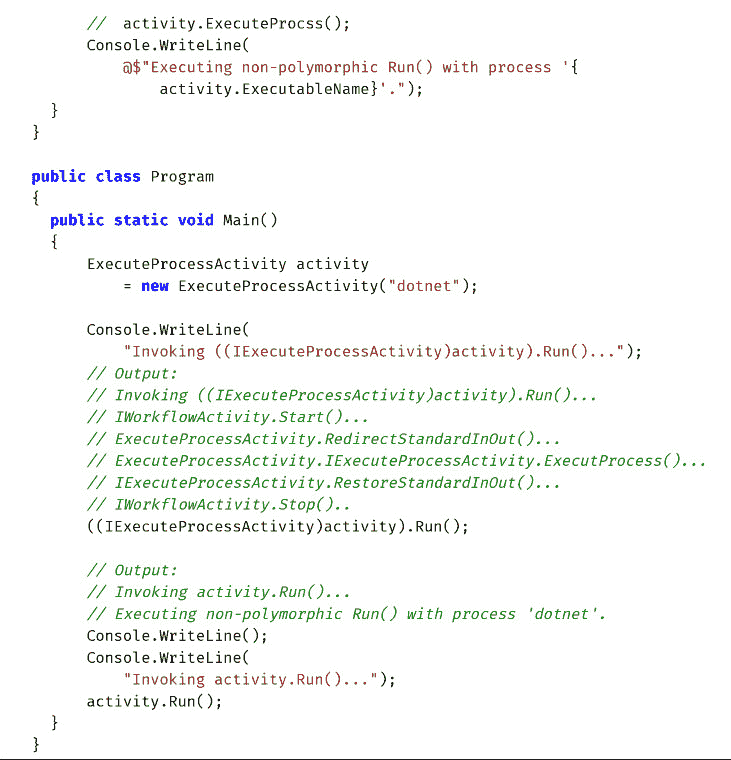 //  activity.ExecuteProcss();
Console.WriteLine(
@$"Executing non-polymorphic Run() with process '{
activity.ExecutableName}'.");
}
}
public class Program
{
public static void Main()
{
ExecuteProcessActivity activity
= new ExecuteProcessActivity("dotnet");
Console.WriteLine(
"Invoking ((IExecuteProcessActivity)activity).Run()...");
// Output:
// Invoking ((IExecuteProcessActivity)activity).Run()...
// IWorkflowActivity.Start()...
// ExecuteProcessActivity.RedirectStandardInOut()...
// ExecuteProcessActivity.IExecuteProcessActivity.ExecutProcess()...
// IExecuteProcessActivity.RestoreStandardInOut()...
// IWorkflowActivity.Stop()..
((IExecuteProcessActivity)activity).Run();
// Output:
// Invoking activity.Run()...
// Executing non-polymorphic Run() with process 'dotnet'.
Console.WriteLine();
Console.WriteLine(
"Invoking activity.Run()...");
activity.Run();
}
}